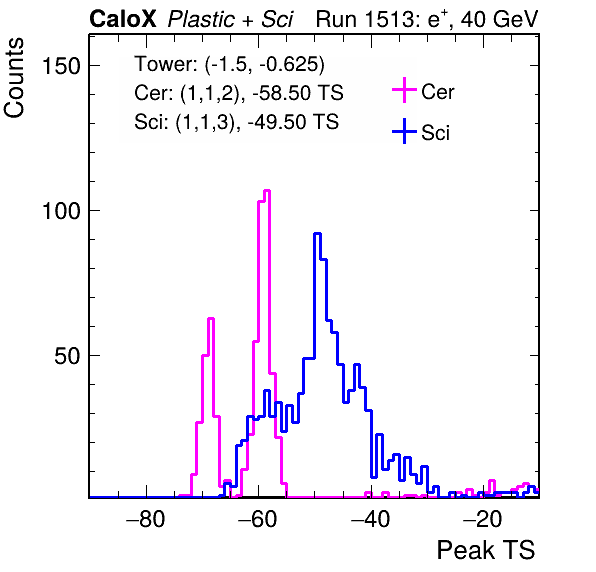 CaloX Plastic + Sci Run 1513: e⁺, 40 GeV
Counts
150
100
50
Tower: (-1.5, -0.625)
Cer: (1,1,2), -58.50 TS
Sci: (1,1,3), -49.50 TS
Cer
Sci
−80 −60 −40 −20
Peak TS